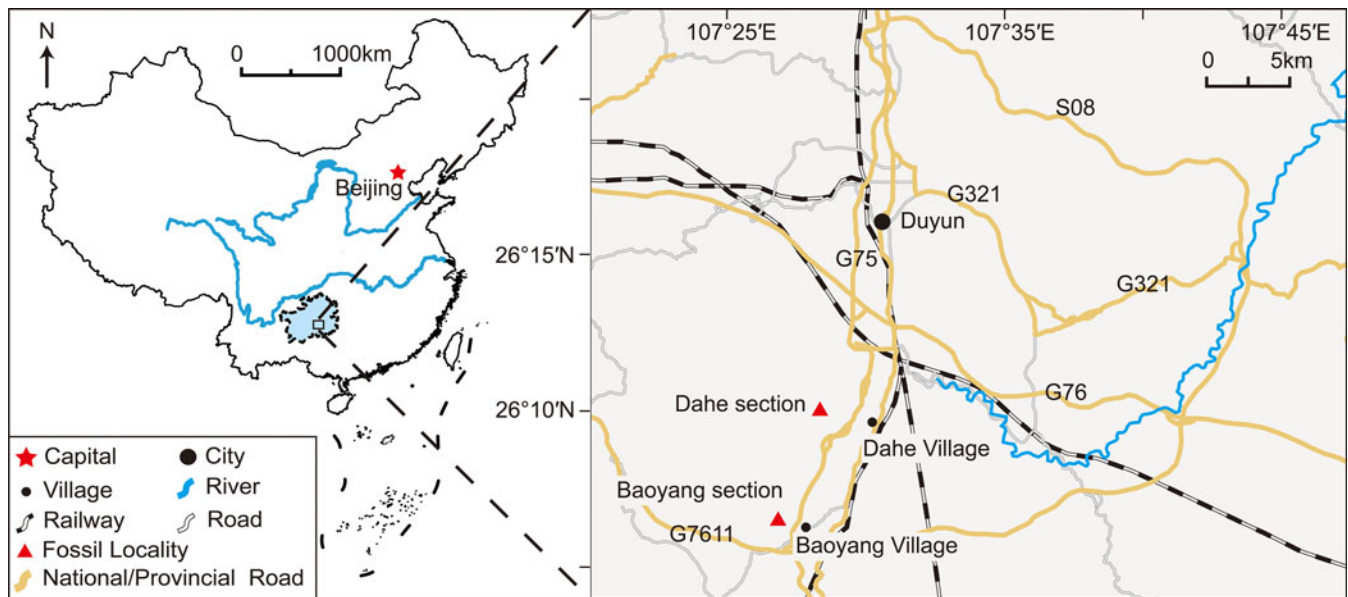 N
0 1000km
Beijing
Capital
City
Village
River
Railway
Road
Fossil Locality
National/Provincial Road
107°25′E
107°35′E
107°45′E
0 5km
S08
G321
Duyun
26°15′N
G75
G321
G76
26°10′N
Dahe section
Dahe Village
Baoyang section
G7611
Baoyang Village